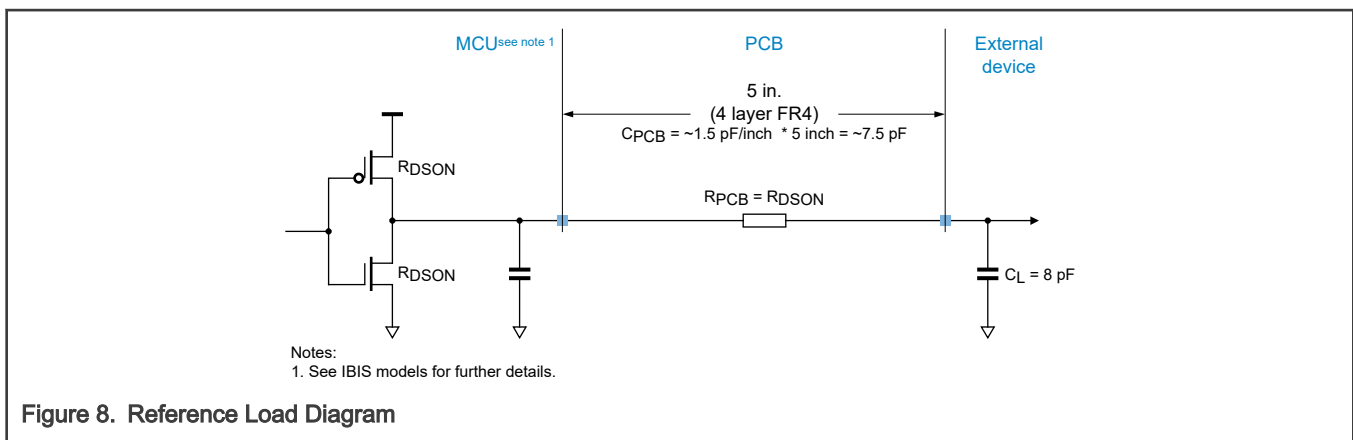 MCU see note 1
PCB
External
device
5 in.
(4 layer FR4)
CPCB = ~1.5 pF/inch * 5 inch = ~7.5 pF
RDSON
RPCB = RDSON
RDSON
CL = 8 pF
Notes:
1. See IBIS models for further details.
Figure 8. Reference Load Diagram